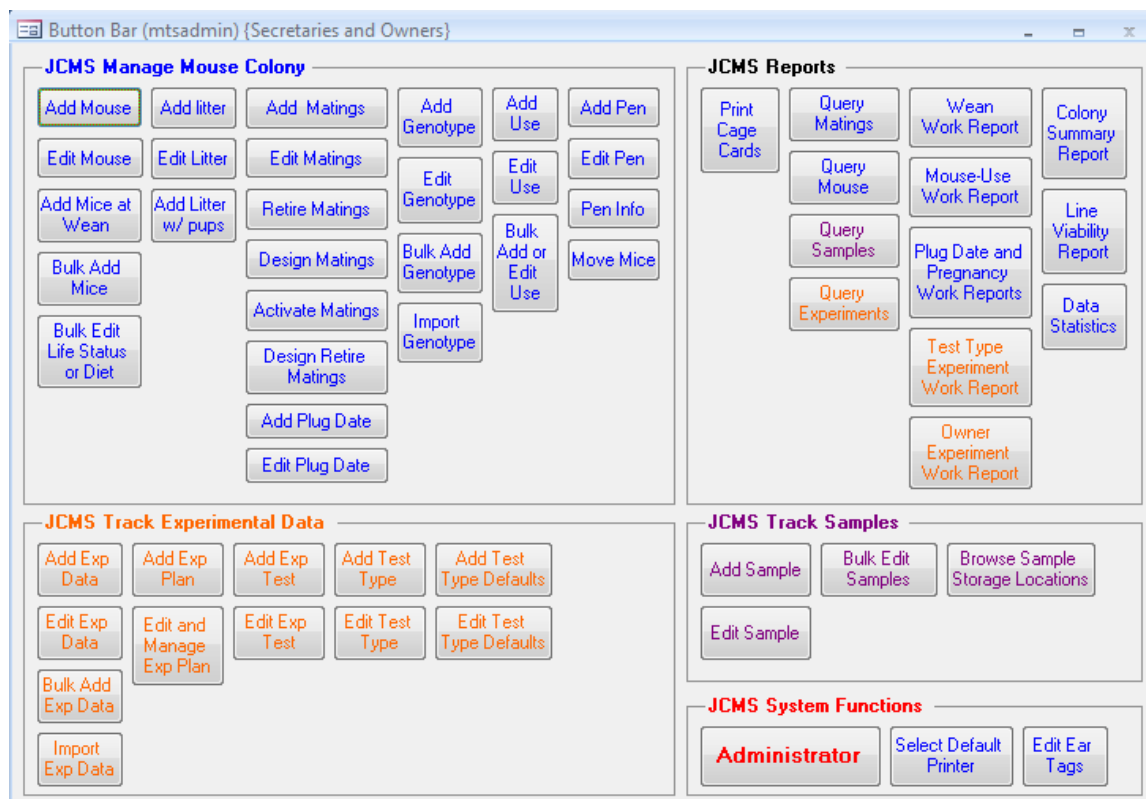 Button Bar (mtsadmin) {Secretaries and Owners}
JCMS Manage Mouse Colony
Add Mouse
Edit Mouse
Add Mice at
Wean
Bulk Add
Mice
Bulk Edit
Life Status
or Diet
Add litter
Edit Litter
Add Litter
w/ pups
Add Matings
Edit Matings
Retire Matings
Design Matings
Activate Matings
Design Retire
Matings
Add Plug Date
Edit Plug Date
Add
Genotype
Edit
Genotype
Bulk Add
Genotype
Import
Genotype
Add
Use
Edit
Use
Bulk
Add or
Edit
Use
Add Pen
Edit Pen
Pen Info
Move Mice
JCMS Reports
Print
Cage
Cards
Query
Matings
Query
Mouse
Query
Samples
Query
Experiments
Wean
Work Report
Mouse-Use
Work Report
Plug Date and
Pregnancy
Work Reports
Test Type
Experiment
Work Report
Owner
Experiment
Work Report
Colony
Summary
Report
Line
Viability
Report
Data
Statistics
JCMS Track Experimental Data
Add Exp
Data
Edit Exp
Data
Bulk Add
Exp Data
Import
Exp Data
Add Exp
Plan
Edit and
Manage
Exp Plan
Add Exp
Test
Edit Exp
Test
Add Test
Type
Edit Test
Type
Add Test
Type Defaults
Edit Test
Type Defaults
JCMS Track Samples
Add Sample
Edit Sample
Bulk Edit
Samples
Browse Sample
Storage Locations
JCMS System Functions
Administrator
Select Default
Printer
Edit Ear
Tags